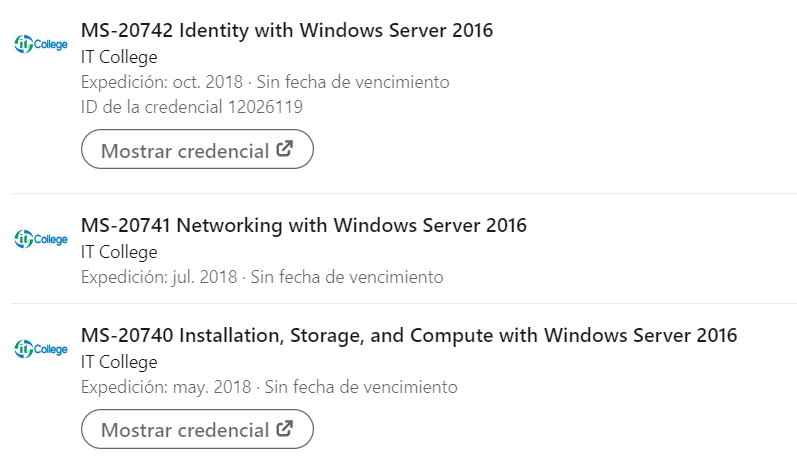 MS-20742 Identity with Windows Server 2016
it College
IT College
Expedición: oct. 2018 · Sin fecha de vencimiento
ID de la credencial 12026119
Mostrar credencial
MS-20741 Networking with Windows Server 2016
it College
IT College
Expedición: jul. 2018 · Sin fecha de vencimiento
MS-20740 Installation, Storage, and Compute with Windows Server 2016
it College
IT College
Expedición: may. 2018 · Sin fecha de vencimiento
Mostrar credencial